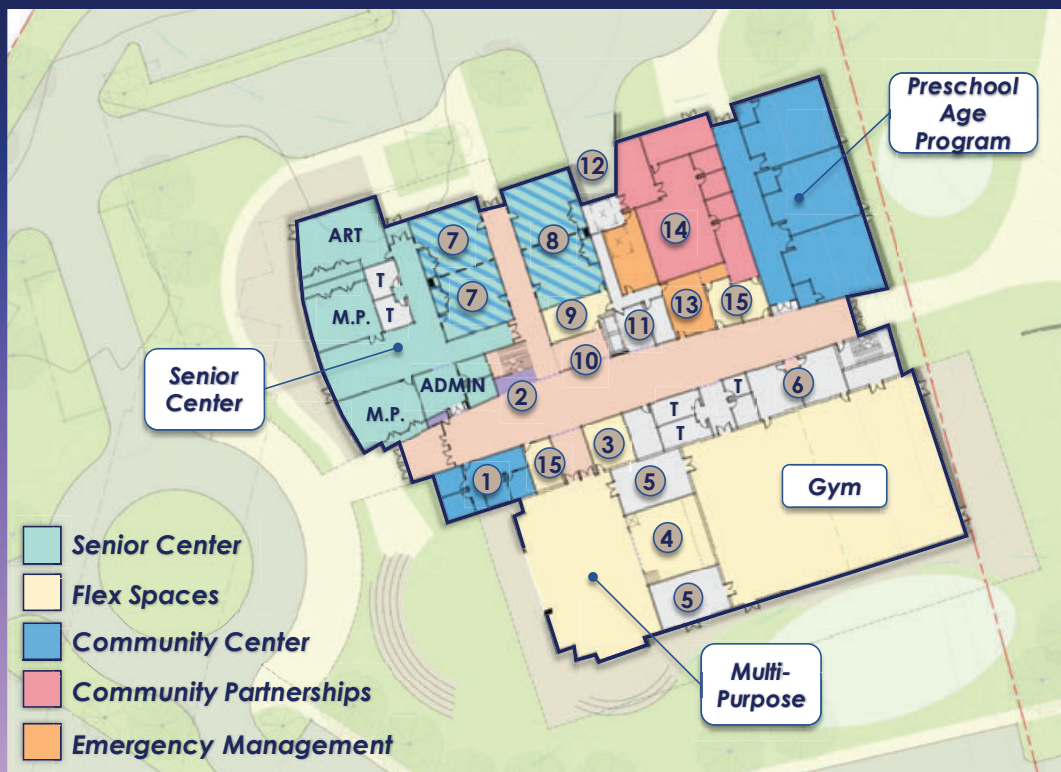 Preschool
Age
Program
12
ART
7
8
14
T
7
T
M.P.
9
11
13
15
Senior
Center
10
ADMIN
2
M.P.
T
6
T
T
3
15
1
5
Gym
4
5
Multi-
Purpose
Senior Center
Flex Spaces
Community Center
Community Partnerships
Emergency Management